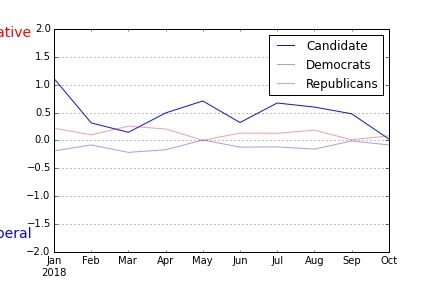 ative
2.0
1.5
1.0
0.5
0.0
−0.5
−1.0
−1.5
−2.0
beral
Candidate
Democrats
Republicans
Jan Feb Mar Apr May Jun Jul Aug Sep Oct
2018